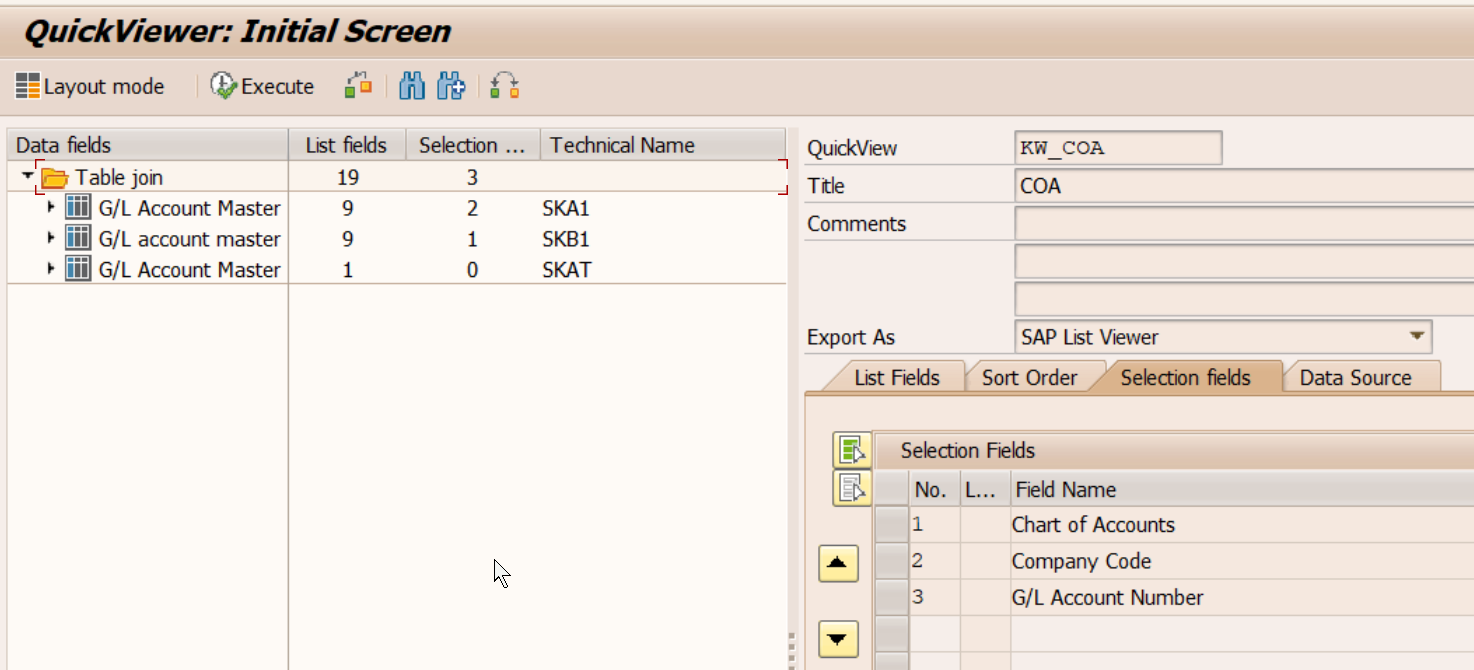 QuickViewer: Initial Screen
Layout mode Execute
Data fields List fields Selection ... Technical Name
Table join 19 3
G/L Account Master 9 2 SKA1
G/L account master 9 1 SKB1
G/L Account Master 1 0 SKAT
QuickView KW_COA
Title COA
Comments
Export As SAP List Viewer
List Fields Sort Order Selection fields Data Source
Selection Fields
No. L... Field Name
1 Chart of Accounts
2 Company Code
3 G/L Account Number